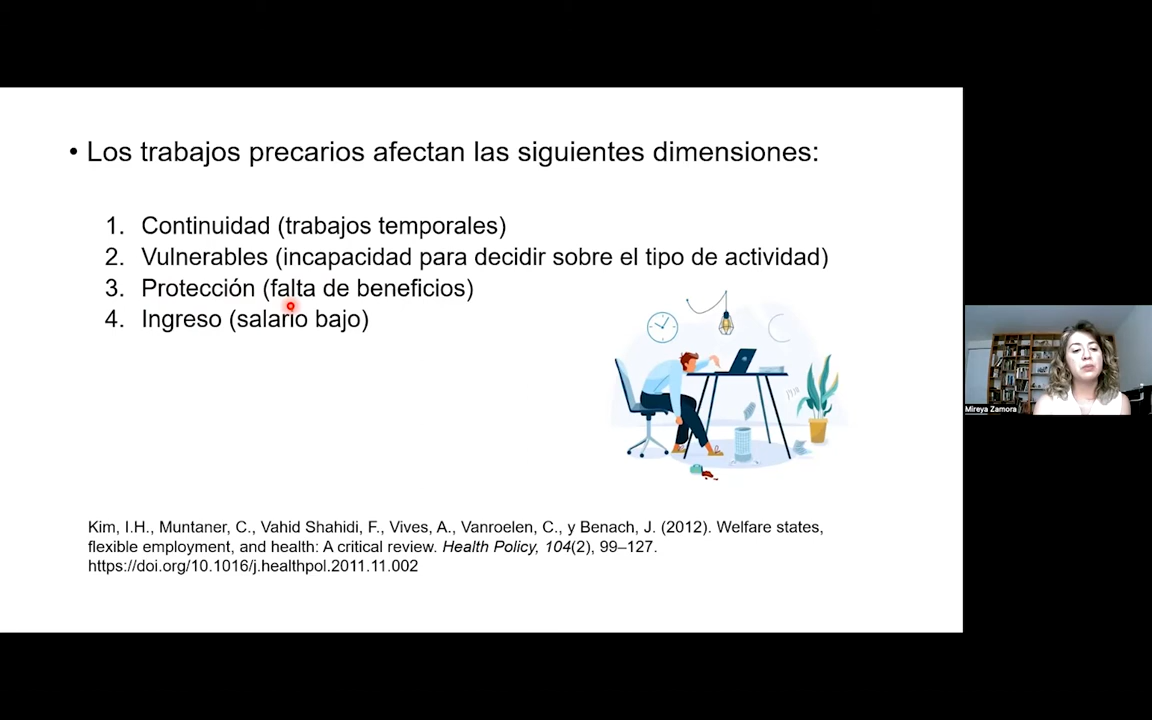 • Los trabajos precarios afectan las siguientes dimensiones:
1. Continuidad (trabajos temporales)
2. Vulnerables (incapacidad para decidir sobre el tipo de actividad)
3. Protección (falta de beneficios)
4. Ingreso (salario bajo)
Kim, I.H., Muntaner, C., Vahid Shahidi, F., Vives, A., Vanroelen, C., y Benach, J. (2012). Welfare states,
flexible employment, and health: A critical review. Health Policy, 104(2), 99–127.
https://doi.org/10.1016/j.healthpol.2011.11.002
Mireya Zamora